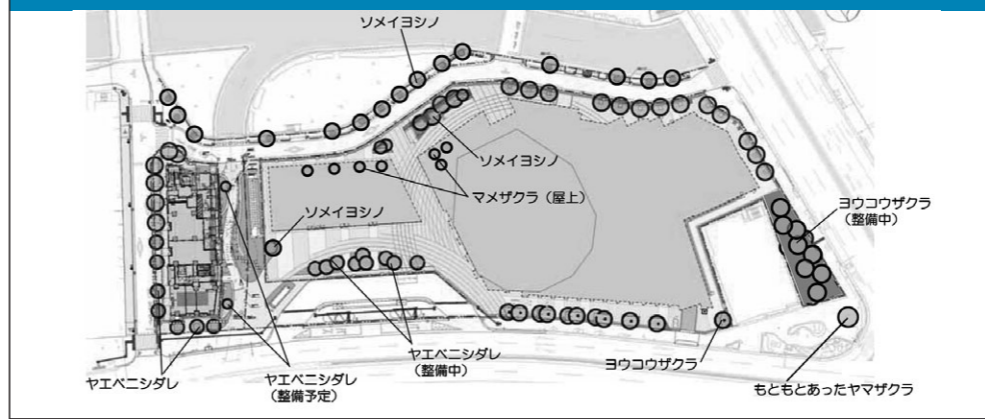 ソメイヨシノ
ソメイヨシノ
マメザクラ（屋上）
ヨウコウザクラ
（整備中）
ソメイヨシノ
ヤエベニシダレ
ヤエベニシダレ
（整備予定）
ヤエベニシダレ
（整備中）
ヨウコウザクラ
もともとあったヤマザクラ